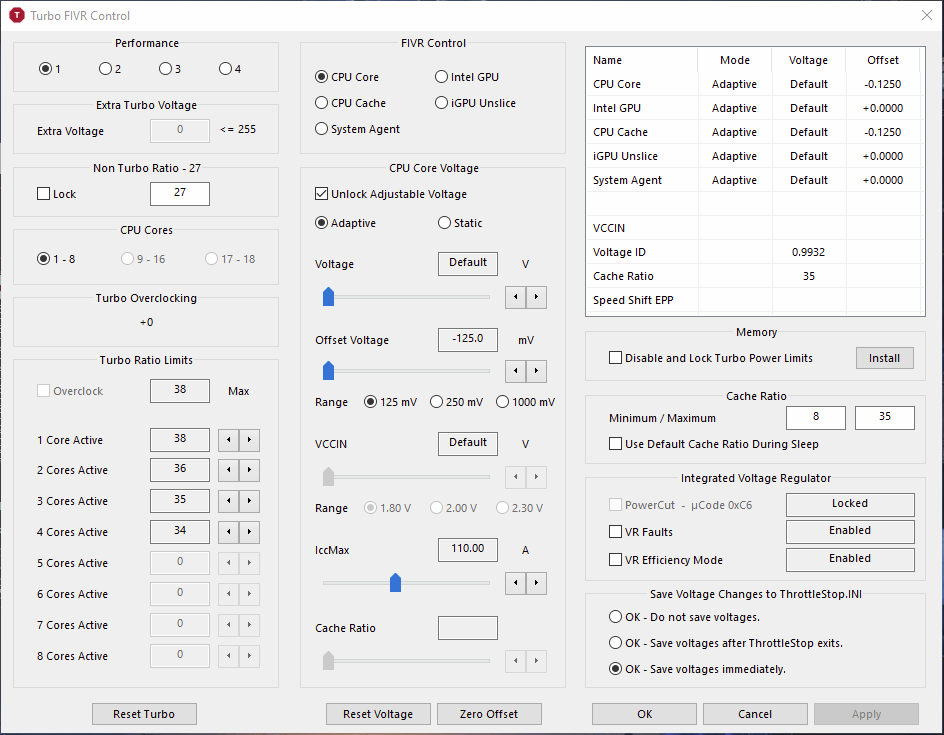 T Turbo FIVR Control
Performance
1 2 3 4
Extra Turbo Voltage
Extra Voltage 0 <= 255
Non Turbo Ratio - 27
Lock 27
CPU Cores
1 - 8 9 - 16 17 - 18
Turbo Overclocking
+0
Turbo Ratio Limits
Overclock 38 Max
1 Core Active 38
2 Cores Active 36
3 Cores Active 35
4 Cores Active 34
5 Cores Active 0
6 Cores Active 0
7 Cores Active 0
8 Cores Active 0
Reset Turbo
FIVR Control
CPU Core Intel GPU
CPU Cache iGPU Unslice
System Agent
CPU Core Voltage
Unlock Adjustable Voltage
Adaptive Static
Voltage Default V
Offset Voltage -125.0 mV
Range 125 mV 250 mV 1000 mV
VCCIN Default V
Range 1.80 V 2.00 V 2.30 V
IccMax 110.00 A
Cache Ratio
Reset Voltage Zero Offset
Name Mode Voltage Offset
CPU Core Adaptive Default -0.1250
Intel GPU Adaptive Default +0.0000
CPU Cache Adaptive Default -0.1250
iGPU Unslice Adaptive Default +0.0000
System Agent Adaptive Default +0.0000
VCCIN
Voltage ID 0.9932
Cache Ratio 35
Speed Shift EPP
Memory
Disable and Lock Turbo Power Limits Install
Cache Ratio
Minimum / Maximum 8 35
Use Default Cache Ratio During Sleep
Integrated Voltage Regulator
PowerCut - µCode 0xC6 Locked
VR Faults Enabled
VR Efficiency Mode Enabled
Save Voltage Changes to ThrottleStop.INI
OK - Do not save voltages.
OK - Save voltages after ThrottleStop exits.
OK - Save voltages immediately.
OK Cancel Apply